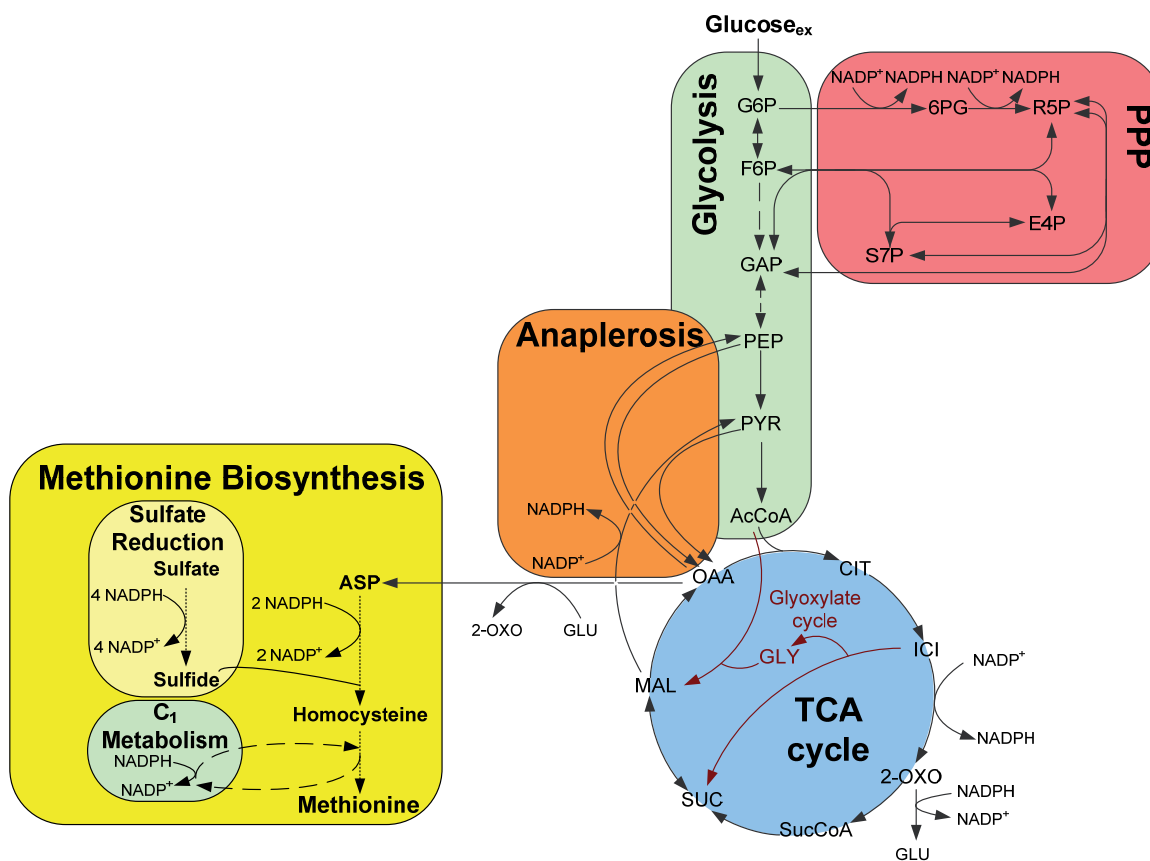 Glucoseex
Glycolysis
PPP
NADP+ NADPH NADP+ NADPH
G6P
6PG
R5P
F6P
E4P
S7P
GAP
Anaplerosis
PEP
PYR
NADPH
NADP+
AcCoA
OAA
CIT
Glyoxylate
cycle
GLY
ICI
NADP+
NADPH
MAL
TCA
cycle
2-OXO
NADPH
NADP+
GLU
SUC
SucCoA
2-OXO
GLU
Methionine Biosynthesis
Sulfate
Reduction
Sulfate
4 NADPH
4 NADP+
Sulfide
ASP
2 NADPH
2 NADP+
Homocysteine
C1
Metabolism
NADPH
NADP+
Methionine